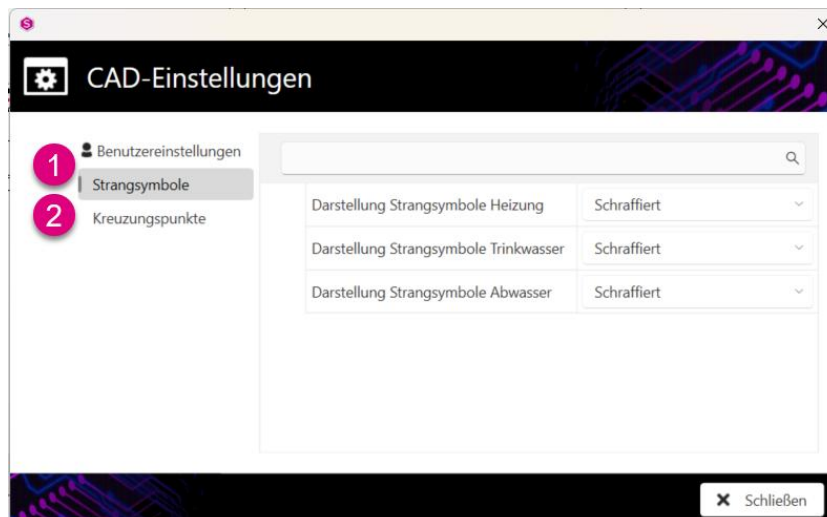 S
CAD-Einstellungen
Benutzereinstellungen
1
Strangsymbole
2
Kreuzungspunkte
Darstellung Strangsymbole Heizung Schraffiert
Darstellung Strangsymbole Trinkwasser Schraffiert
Darstellung Strangsymbole Abwasser Schraffiert
Schließen